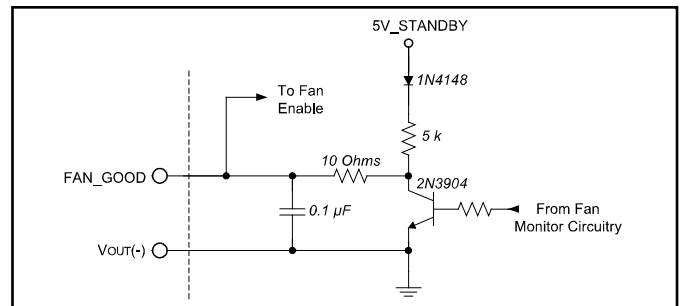 5V_STANDBY
1N4148
To Fan
Enable
5 k
10 Ohms
FAN_GOOD
2N3904
0.1 µF
From Fan
Monitor Circuitry
VOUT(-)